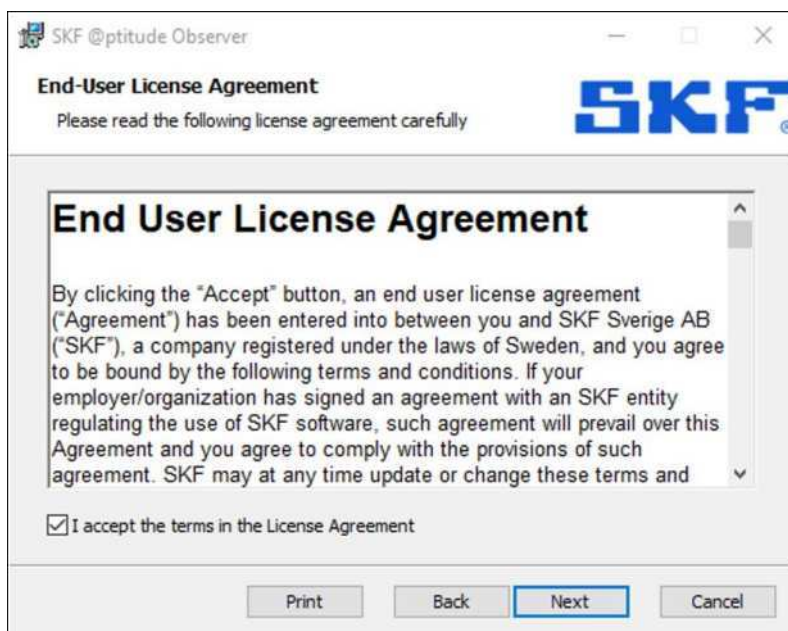 SKF @ptitude Observer
End-User License Agreement
Please read the following license agreement carefully
SKF®
End User License Agreement
By clicking the “Accept” button, an end user license agreement
(“Agreement”) has been entered into between you and SKF Sverige AB
(“SKF”), a company registered under the laws of Sweden, and you agree
to be bound by the following terms and conditions. If your
employer/organization has signed an agreement with an SKF entity
regulating the use of SKF software, such agreement will prevail over this
Agreement and you agree to comply with the provisions of such
agreement. SKF may at any time update or change these terms and
I accept the terms in the License Agreement
Print Back Next Cancel